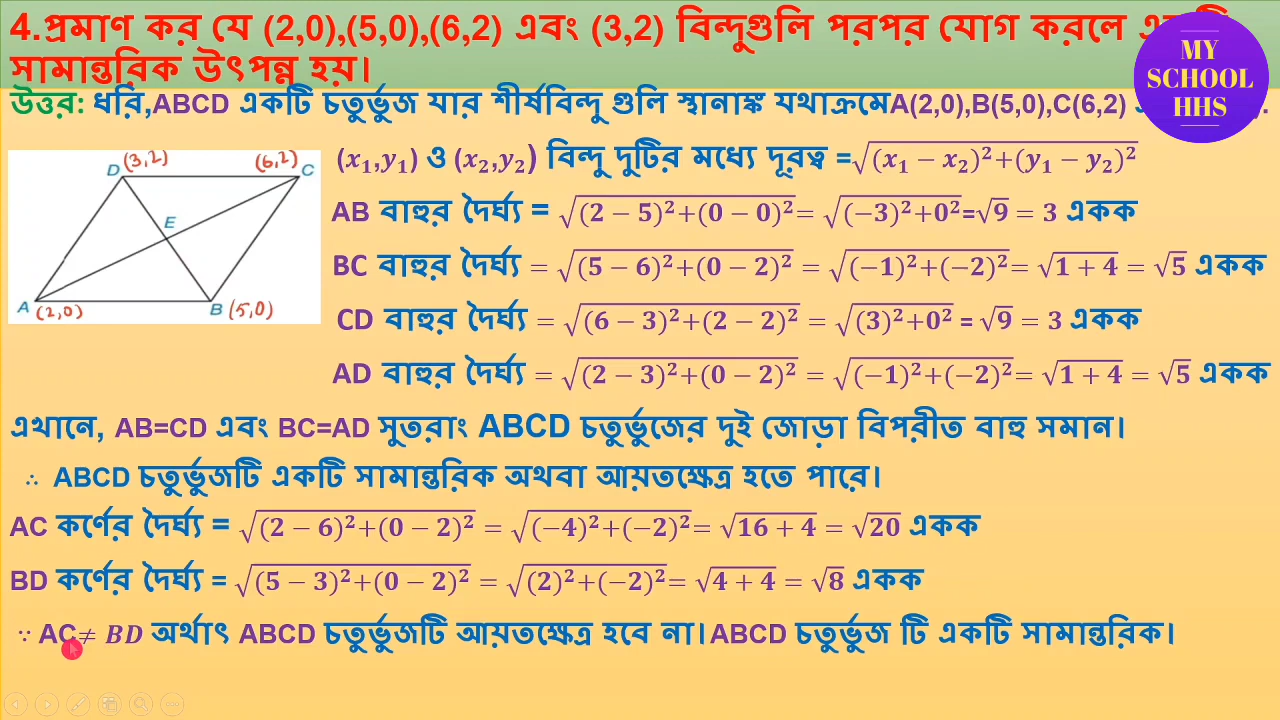 4.প্রমাণ কর যে (2,0),(5,0),(6,2) এবং (3,2) বিন্দুগুলি পরপর যোগ করলে
সামান্তরিক উৎপন্ন হয়।
MY
SCHOOL
HHS
উত্তর: ধরি,ABCD একটি চতুর্ভুজ যার শীর্ষবিন্দু গুলি স্থানাঙ্ক যথাক্রমেA(2,0),B(5,0),C(6,2)
D (3,2) (6,2) C
E
A (2,0) B (5,0)
(x₁,y₁) ও (x₂,y₂) বিন্দু দুটির মধ্যে দূরত্ব =√((x₁ − x₂)²+(y₁ − y₂)²)
AB বাহুর দৈর্ঘ্য = √((2 − 5)²+(0 − 0)²)= √((−3)²+0²)=√9 = 3 একক
BC বাহুর দৈর্ঘ্য = √((5 − 6)²+(0 − 2)²) = √((−1)²+(−2)²)= √(1 + 4) = √5 একক
CD বাহুর দৈর্ঘ্য = √((6 − 3)²+(2 − 2)²) = √((3)²+0²) = √9 = 3 একক
AD বাহুর দৈর্ঘ্য = √((2 − 3)²+(0 − 2)²) = √((−1)²+(−2)²)= √(1 + 4) = √5 একক
এখানে, AB=CD এবং BC=AD সুতরাং ABCD চতুর্ভুজের দুই জোড়া বিপরীত বাহু সমান।
∴ ABCD চতুর্ভুজটি একটি সামান্তরিক অথবা আয়তক্ষেত্র হতে পারে।
AC কর্ণের দৈর্ঘ্য = √((2 − 6)²+(0 − 2)²) = √((−4)²+(−2)²)= √(16 + 4) = √20 একক
BD কর্ণের দৈর্ঘ্য = √((5 − 3)²+(0 − 2)²) = √((2)²+(−2)²)= √(4 + 4) = √8 একক
∵ AC≠ BD অর্থাৎ ABCD চতুর্ভুজটি আয়তক্ষেত্র হবে না। ABCD চতুর্ভুজ টি একটি সামান্তরিক।